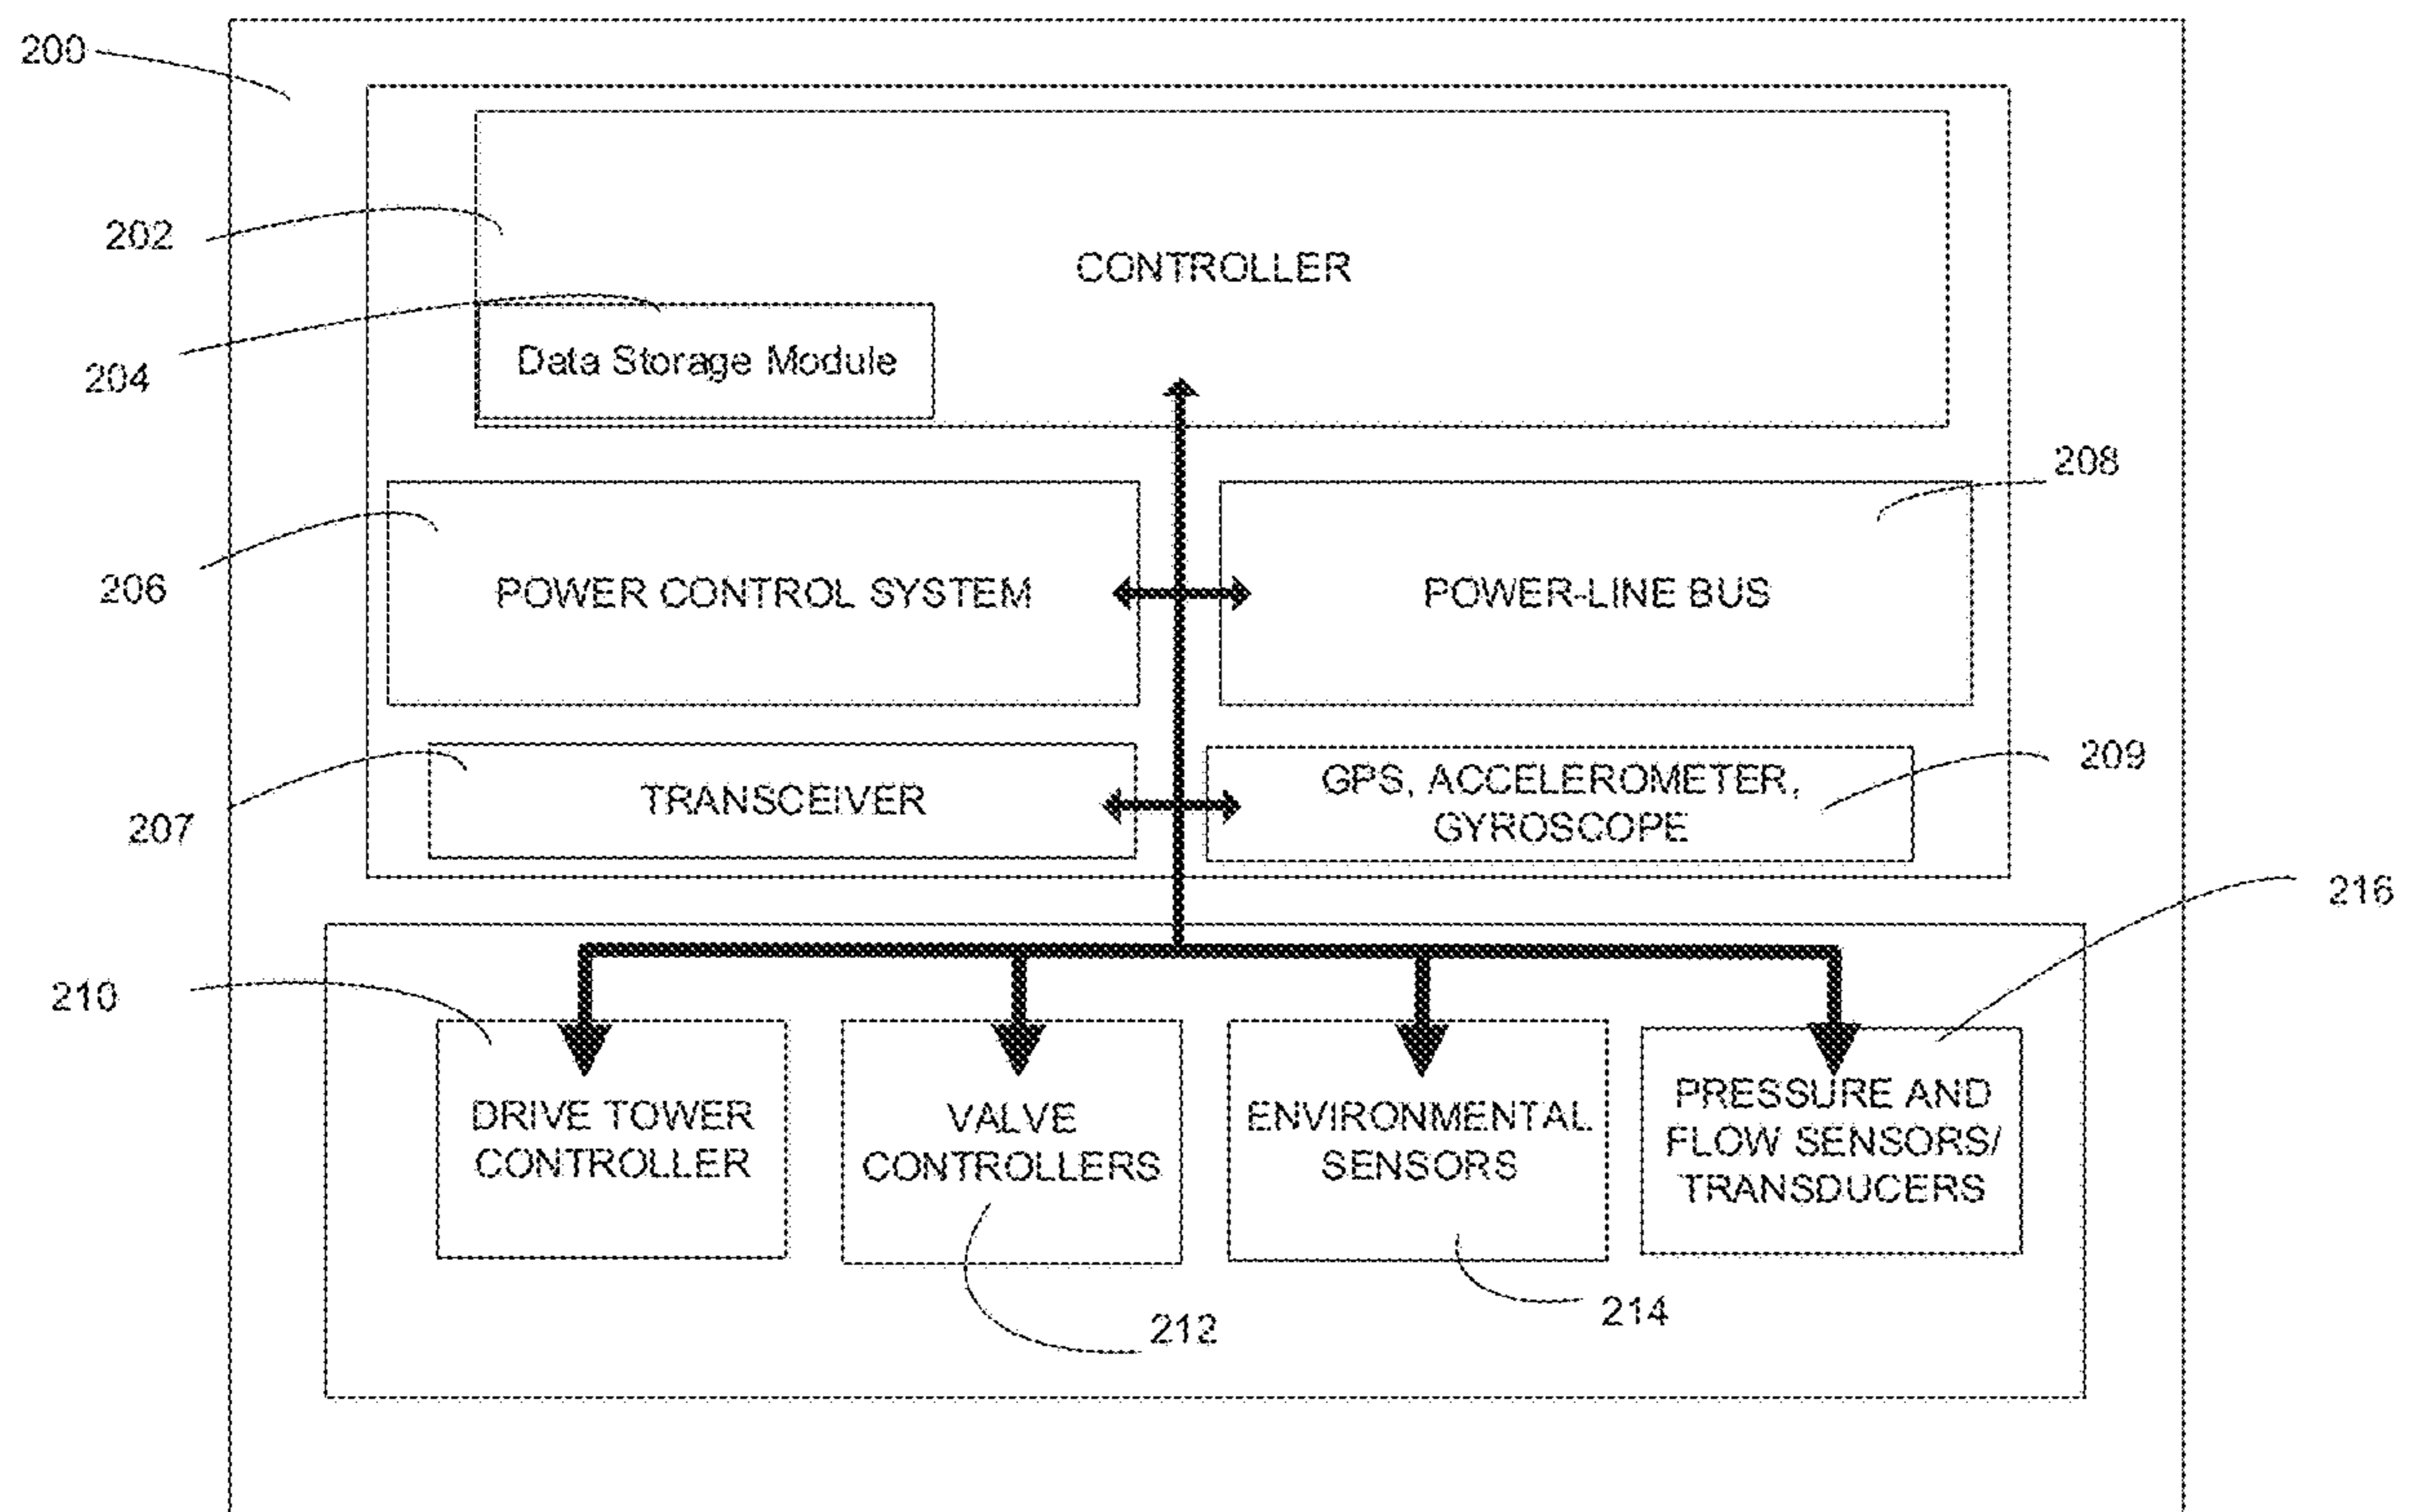 200
202
CONTROLLER
204
Data Storage Module
208
206
POWER CONTROL SYSTEM
POWER-LINE BUS
207
TRANSCEIVER
GPS, ACCELEROMETER,
GYROSCOPE
209
216
210
DRIVE TOWER
CONTROLLER
VALVE
CONTROLLERS
ENVIRONMENTAL
SENSORS
PRESSURE AND
FLOW SENSORS/
TRANSDUCERS
212
214